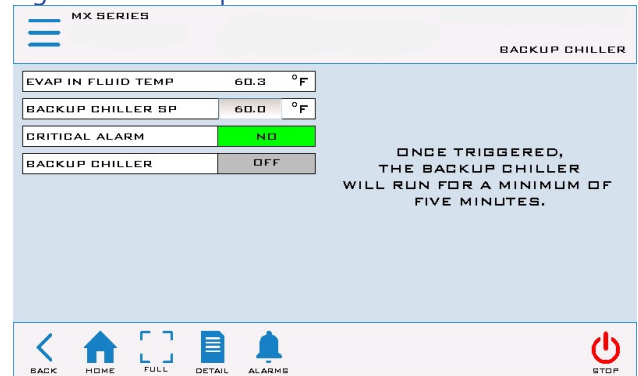 MX SERIES
BACKUP CHILLER
EVAP IN FLUID TEMP 60.3 °F
BACKUP CHILLER SP 60.0 °F
CRITICAL ALARM NO
BACKUP CHILLER OFF
ONCE TRIGGERED,
THE BACKUP CHILLER
WILL RUN FOR A MINIMUM OF
FIVE MINUTES.
BACK HOME FULL DETAIL ALARMS STOP